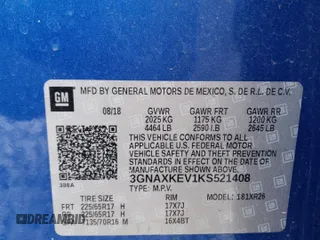 GM
MFD BY GENERAL MOTORS DE MEXICO, S. DE R.L. DE C.V.
08/18 GVWR GAWR FRT GAWR RR
2025 KG 1175 KG 1200 KG
4464 LB 2590 LB 2645 LB
THIS VEHICLE CONFORMS TO ALL APPLICABLE U.S. FEDERAL MOTOR VEHICLE SAFETY AND THEFT PREVENTION STANDARDS IN EFFECT ON THE DATE OF MANUFACTURE SHOWN ABOVE.
3GNAXKEV1KS521408
TYPE: M.P.V. MODEL: 1XR26
TIRE SIZE RIM
FRT 225/65R17 17X7J
225/65R17 17X7J
T135/70R16 16X4BT
DREAMBID